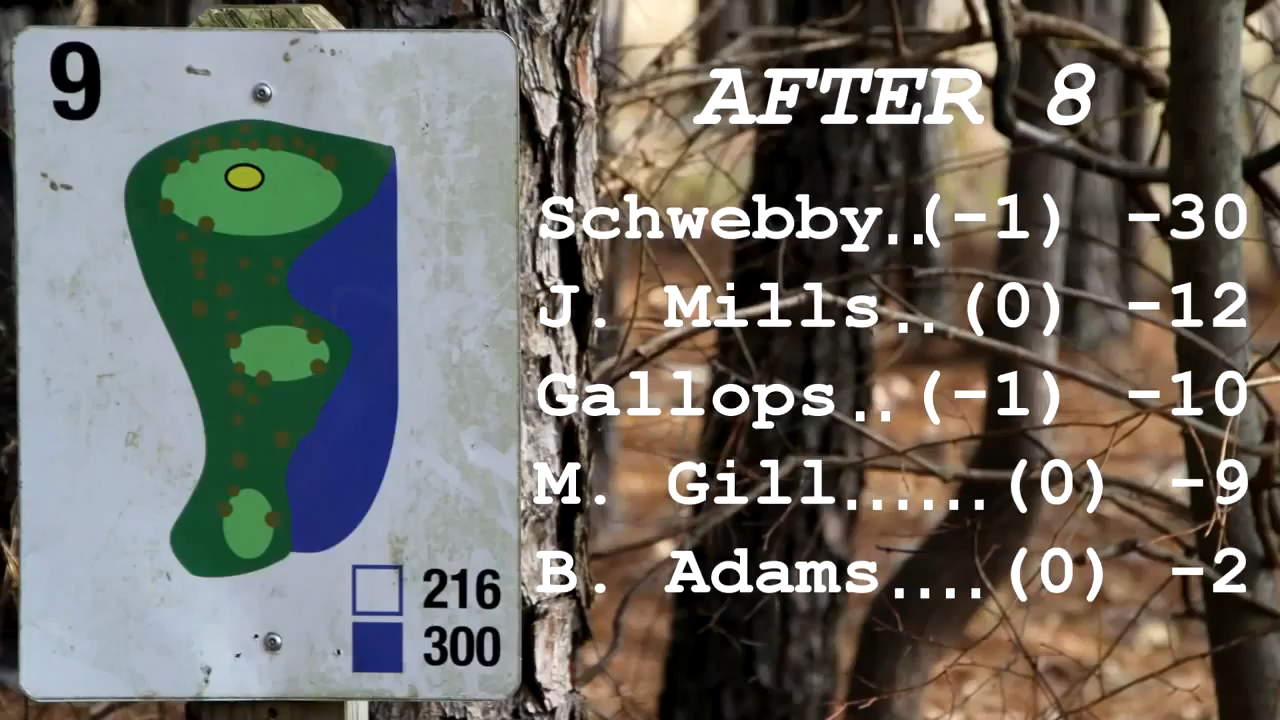 9
216
300
AFTER 8
Schwebby..(-1) -30
J. Mills..(0) -12
Gallops..(-1) -10
M. Gill......(0) -9
B. Adams....(0) -2